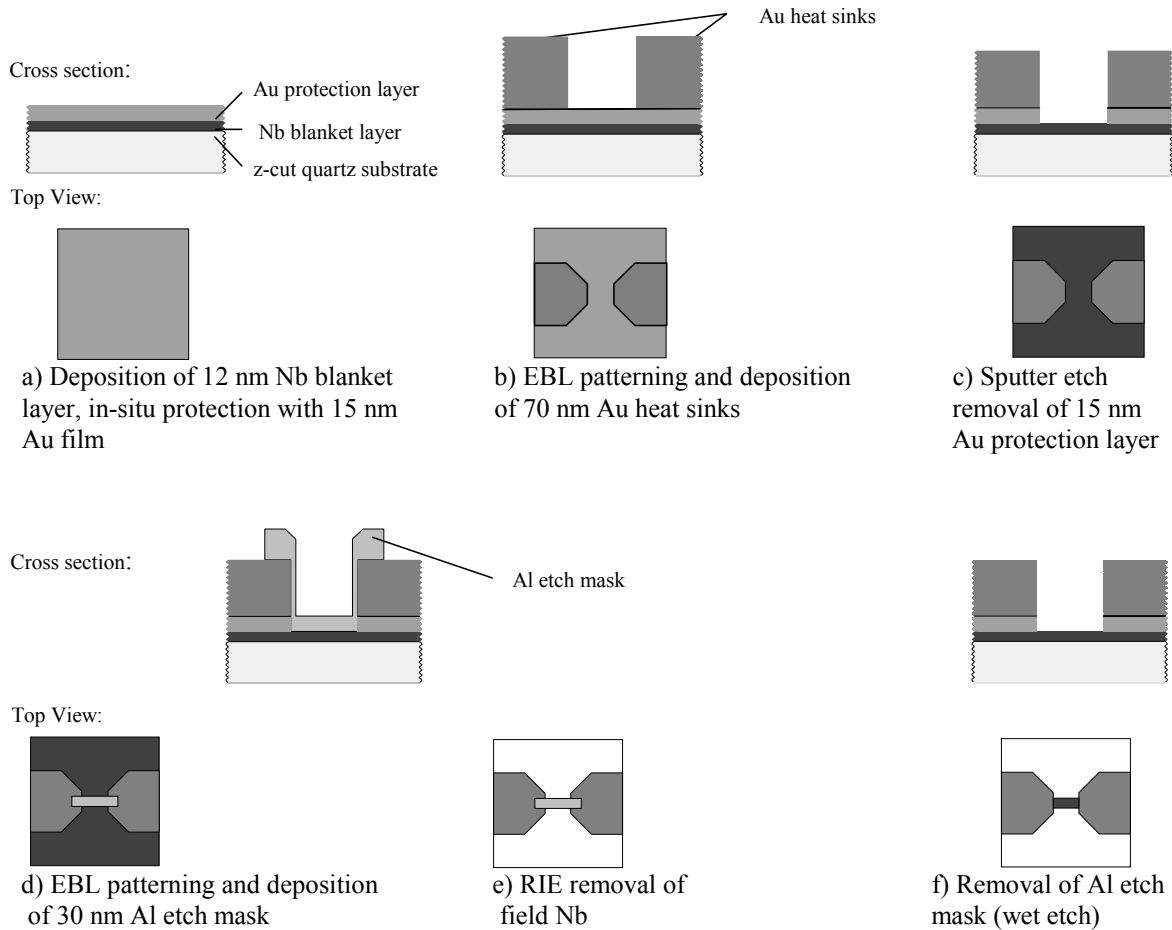 Au heat sinks
Cross section:
Au protection layer
Nb blanket layer
z-cut quartz substrate
Top View:
a) Deposition of 12 nm Nb blanket
layer, in-situ protection with 15 nm
Au film
b) EBL patterning and deposition
of 70 nm Au heat sinks
c) Sputter etch
removal of 15 nm
Au protection layer
Cross section:
Al etch mask
Top View:
d) EBL patterning and deposition
of 30 nm Al etch mask
e) RIE removal of
field Nb
f) Removal of Al etch
mask (wet etch)